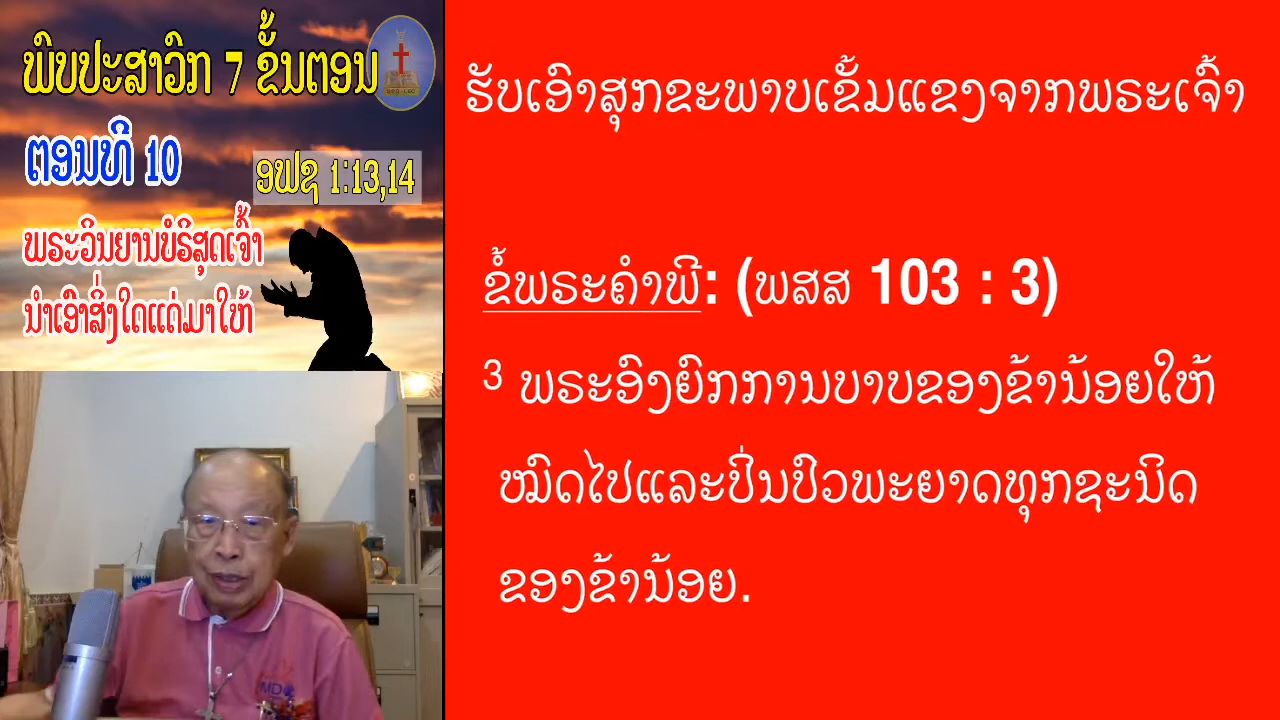 ພົບປະສາວົກ 7 ຂັ້ນຕອນ
ຕອນທີ 10
ອຟຊ 1:13,14
ພຣະວິນຍານບໍຣິສຸດເຈົ້າ
ນຳເອົາສິ່ງໃດແດ່ມາໃຫ້
ຮັບເອົາສຸກຂະພາບເຂັ້ມແຂງຈາກພຣະເຈົ້າ
ຂໍ້ພຣະຄຳພີ: (ພສສ 103 : 3)
3 ພຣະອົງຍົກການບາບຂອງຂ້ານ້ອຍໃຫ້
ໝົດໄປແລະປິ່ນປົວພະຍາດທຸກຊະນິດ
ຂອງຂ້ານ້ອຍ.